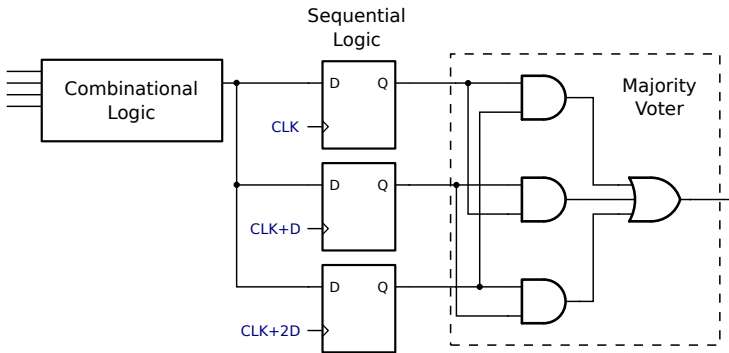 Sequential
Logic
Combinational
Logic
D Q
CLK
D Q
CLK+D
D Q
CLK+2D
Majority
Voter